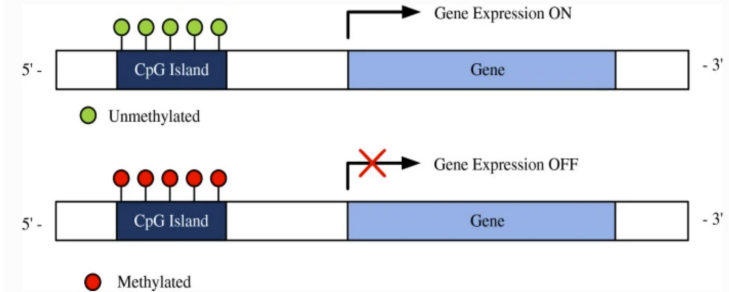 Gene Expression ON
5' - CpG Island Gene - 3'
Unmethylated
Gene Expression OFF
5' - CpG Island Gene - 3'
Methylated